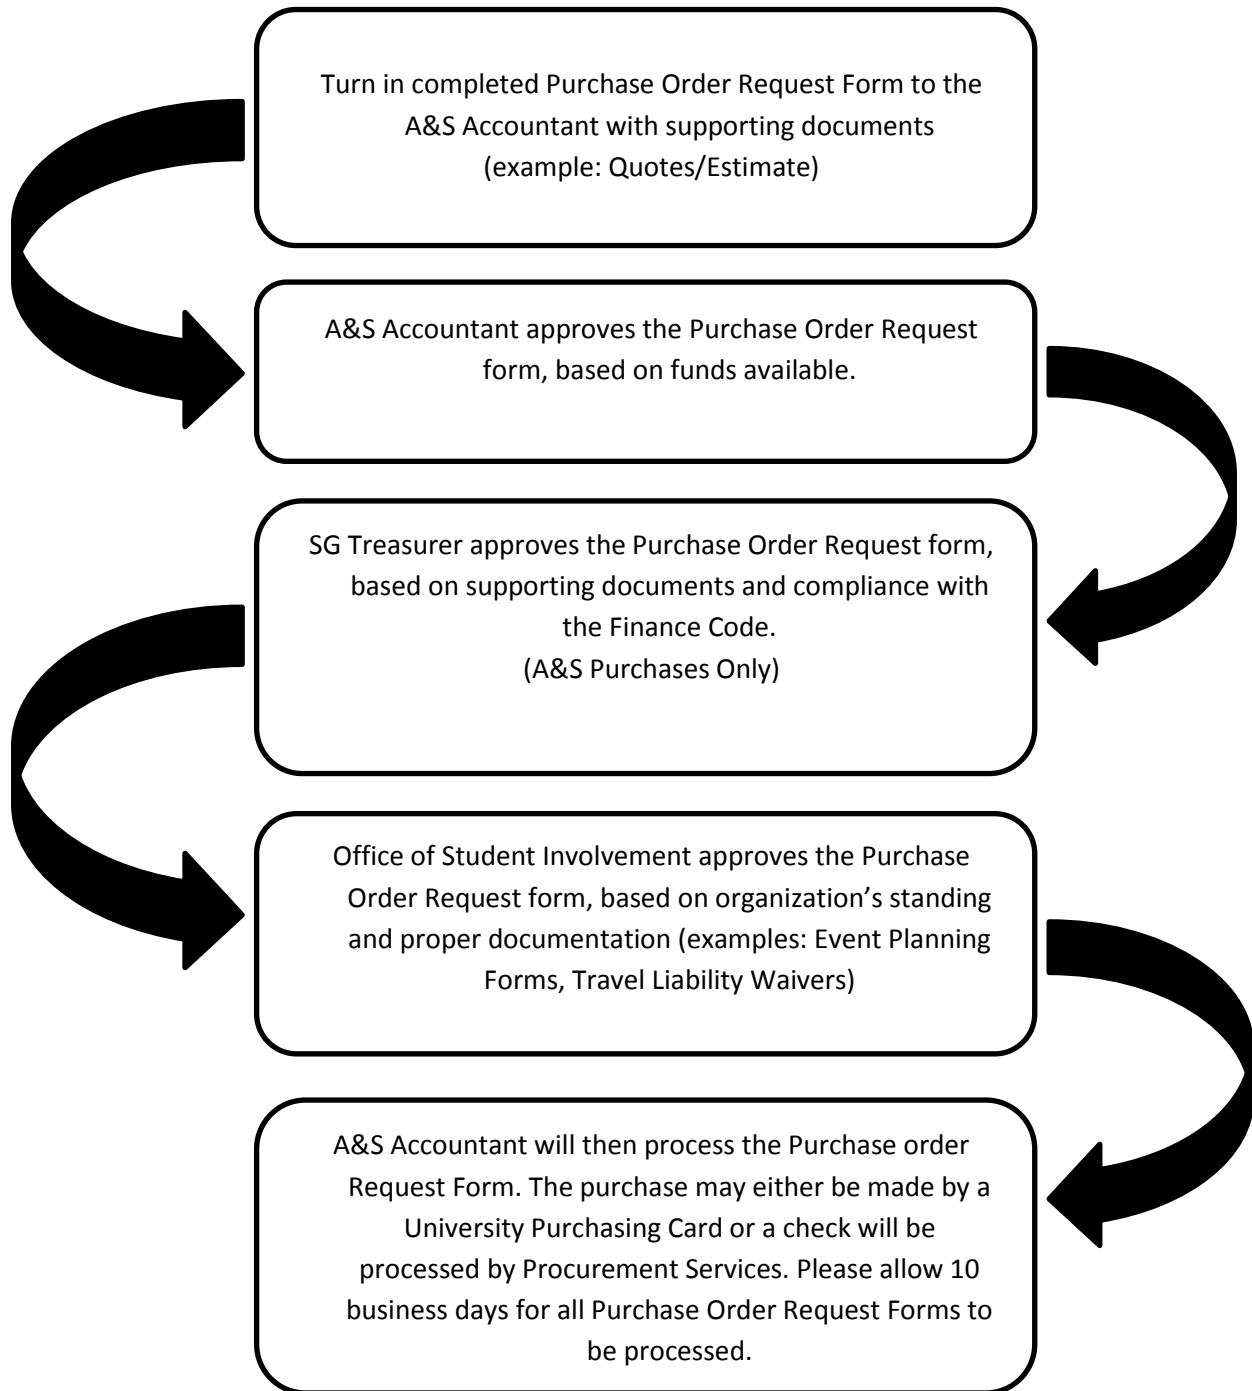 Turn in completed Purchase Order Request Form to the
A&S Accountant with supporting documents
(example: Quotes/Estimate)
A&S Accountant approves the Purchase Order Request
form, based on funds available.
SG Treasurer approves the Purchase Order Request form,
based on supporting documents and compliance with
the Finance Code.
(A&S Purchases Only)
Office of Student Involvement approves the Purchase
Order Request form, based on organization’s standing
and proper documentation (examples: Event Planning
Forms, Travel Liability Waivers)
A&S Accountant will then process the Purchase order
Request Form. The purchase may either be made by a
University Purchasing Card or a check will be
processed by Procurement Services. Please allow 10
business days for all Purchase Order Request Forms to
be processed.